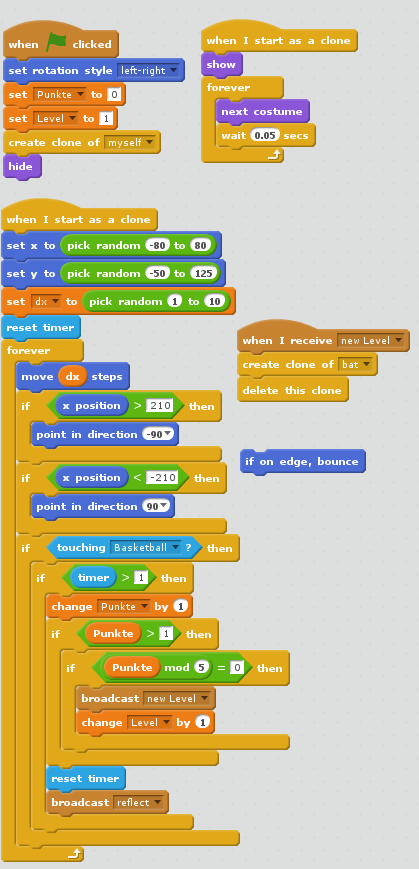 when clicked
set rotation style left-right
set Punkte to 0
set Level to 1
create clone of myself
hide
when I start as a clone
show
forever
next costume
wait 0.05 secs
when I start as a clone
set x to pick random -80 to 80
set y to pick random -50 to 125
set dx to pick random 1 to 10
reset timer
forever
move dx steps
if x position > 210 then
point in direction -90
if x position < -210 then
point in direction 90
if touching Basketball ? then
if timer > 1 then
change Punkte by 1
if Punkte > 1 then
if Punkte mod 5 = 0 then
broadcast new Level
change Level by 1
reset timer
broadcast reflect
when I receive new Level
create clone of bat
delete this clone
if on edge, bounce